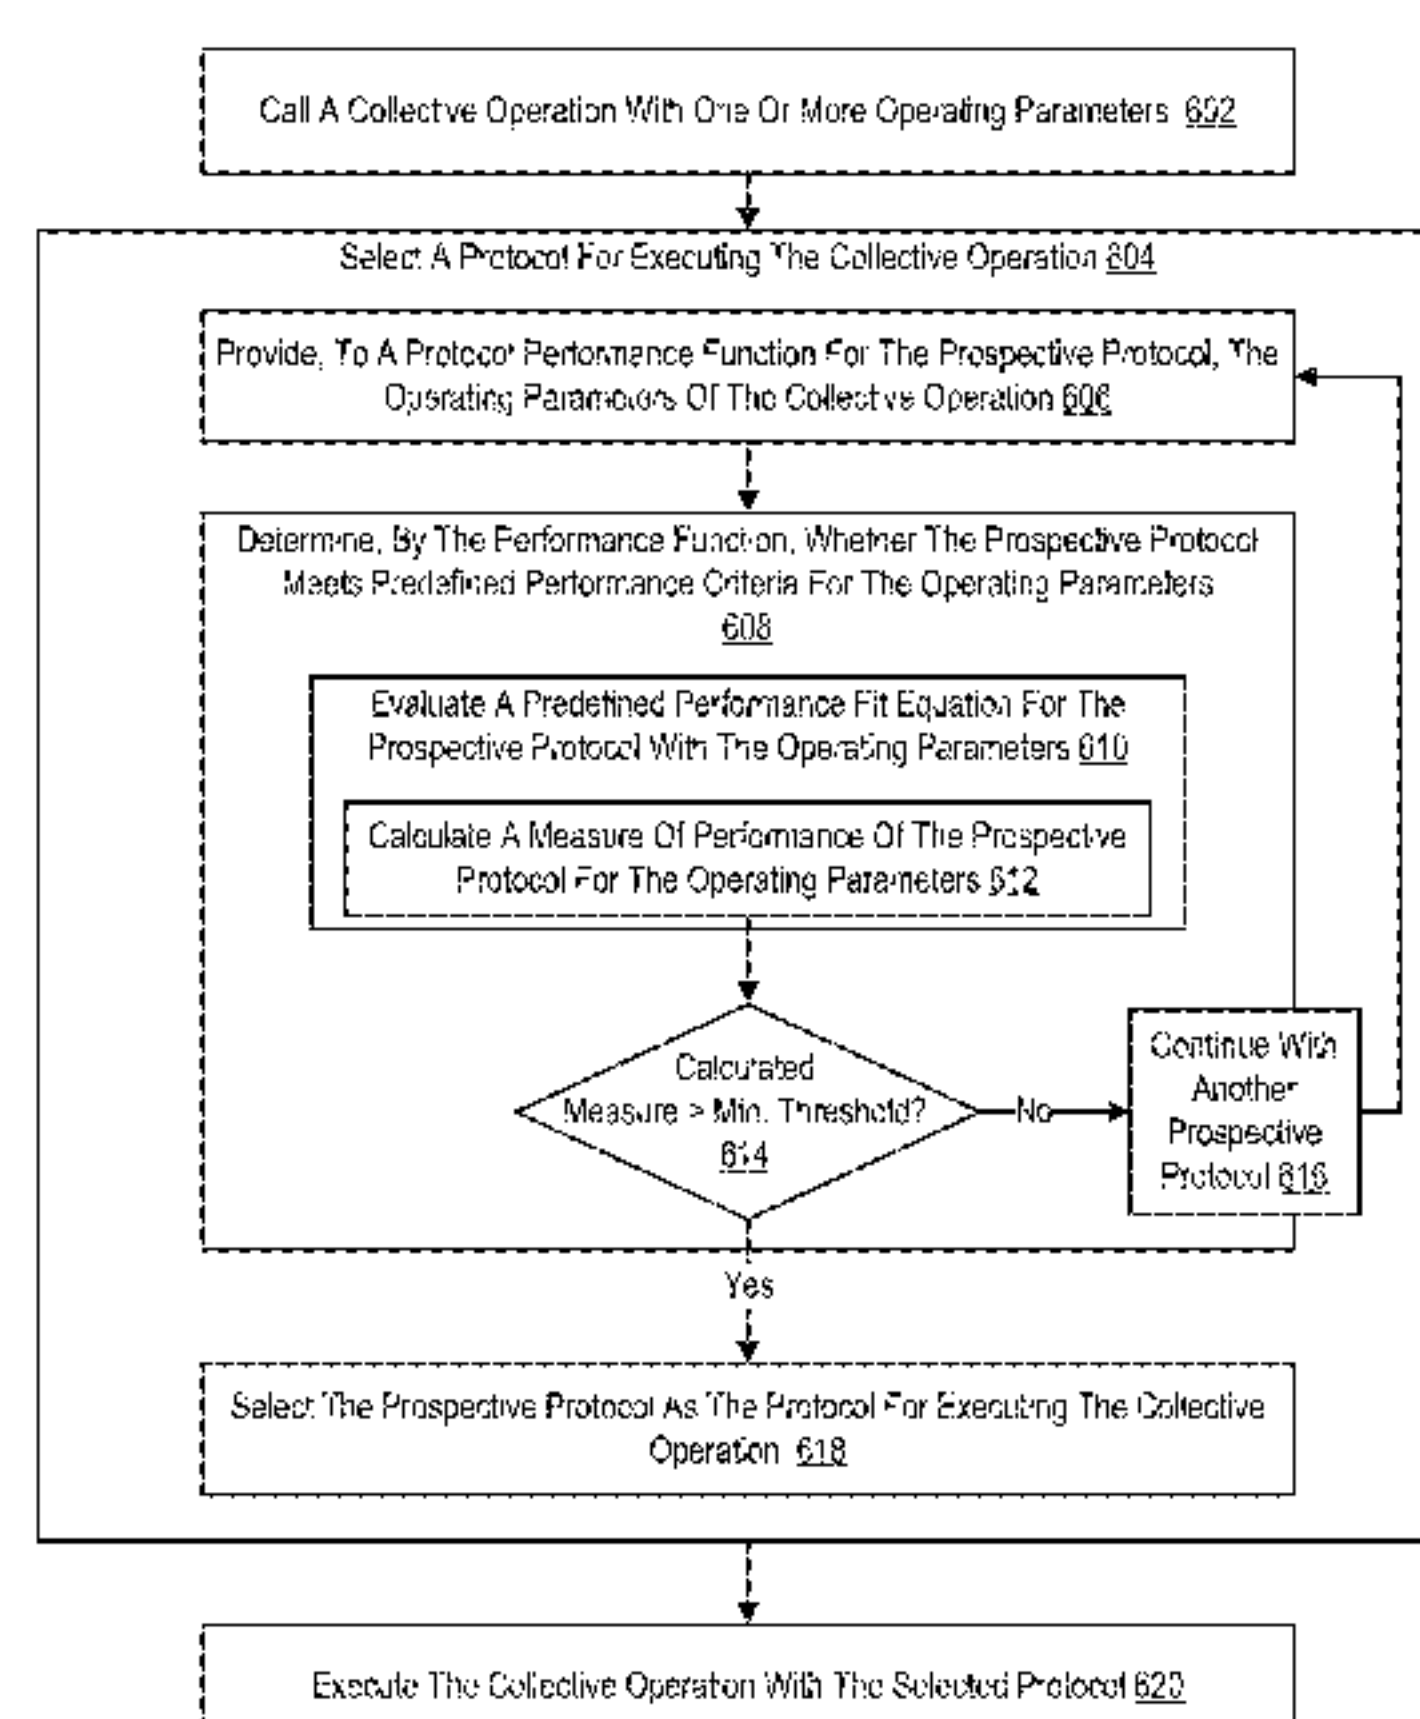 Call A Collective Operation With One Or More Operating Parameters 602
Select A Protocol For Executing The Collective Operation 604
Provide, To A Protocol Performance Function For The Prospective Protocol, The
Operating Parameters Of The Collective Operation 606
Determine, By The Performance Function, Whether The Prospective Protocol
Meets Predefined Performance Criteria For The Operating Parameters
608
Evaluate A Predefined Performance Fit Equation For The
Prospective Protocol With The Operating Parameters 610
Calculate A Measure Of Performance Of The Prospective
Protocol For The Operating Parameters 612
Calculated
Measure > Min. Threshold?
614
No
Continue With
Another
Prospective
Protocol 616
Yes
Select The Prospective Protocol As The Protocol For Executing The Collective
Operation 618
Execute The Collective Operation With The Selected Protocol 620